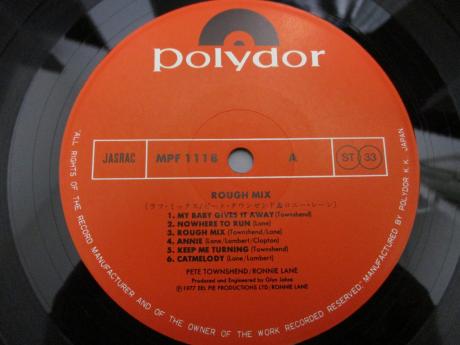 polydor
JASRAC MPF 1116 A ST 33
ROUGH MIX
(ラフ・ミックス/ピート・タウンゼンド&ロニー・レーン)
1. MY BABY GIVES IT AWAY (Townshend)
2. NOWHERE TO RUN (Lane)
3. ROUGH MIX (Townshend/Lane)
4. ANNIE (Lane/Lambert/Clapton)
5. KEEP ME TURNING (Townshend)
6. CATMELODY (Lane/Lambert)
PETE TOWNSHEND/RONNIE LANE
Produced and Engineered by Glyn Johns
Ⓟ1977 EEL PIE PRODUCTIONS LTD/RONNIE LANE
"ALL RIGHTS OF THE RECORD MANUFACTURER AND OF THE OWNER OF THE WORK RECORDED RESERVED" MANUFACTURED BY POLYDOR K.K. JAPAN